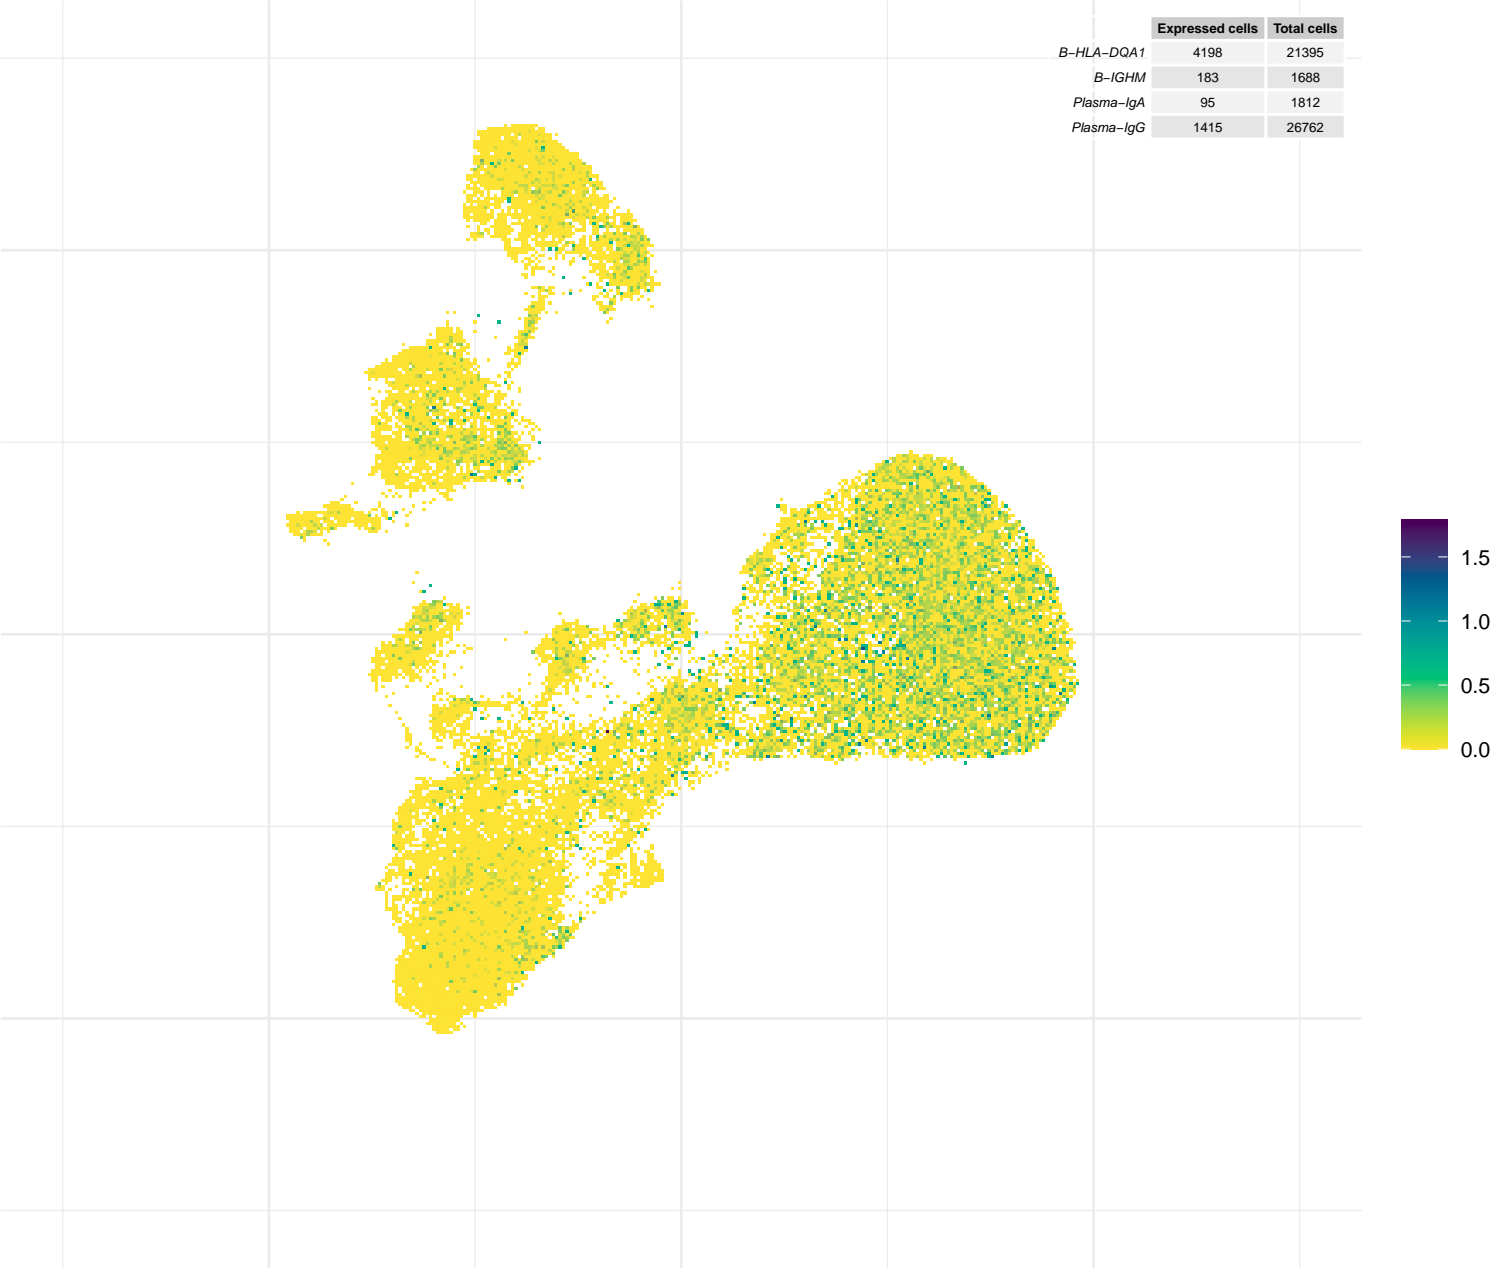 Expressed cells Total cells
B−HLA−DQA1 4198 21395
B−IGHM 183 1688
Plasma−IgA 95 1812
Plasma−IgG 1415 26762
1.5
1.0
0.5
0.0